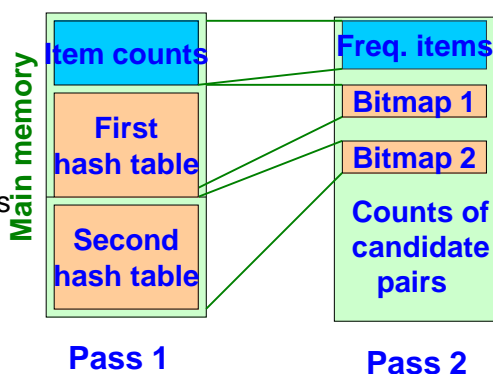 Item counts
First
hash table
Second
hash table
Main memory
s
Pass 1
Freq. items
Bitmap 1
Bitmap 2
Counts of
candidate
pairs
Pass 2